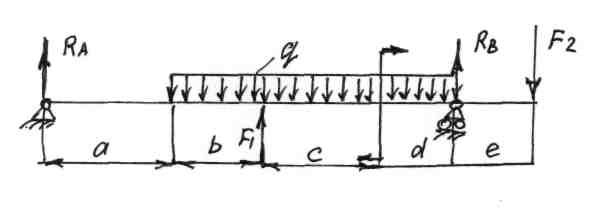 R_A q R_B F_2
a b F_1 c d e